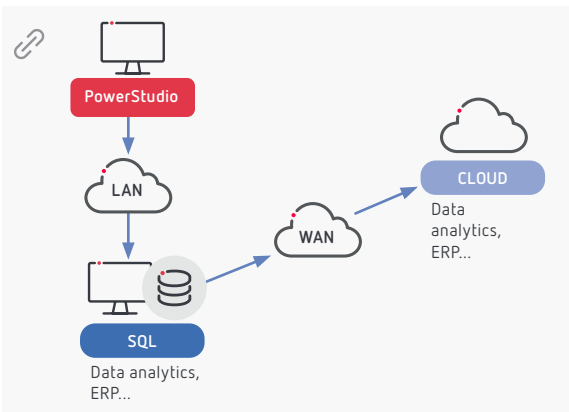 PowerStudio
LAN
SQL
Data analytics,
ERP...
WAN
CLOUD
Data
analytics,
ERP...